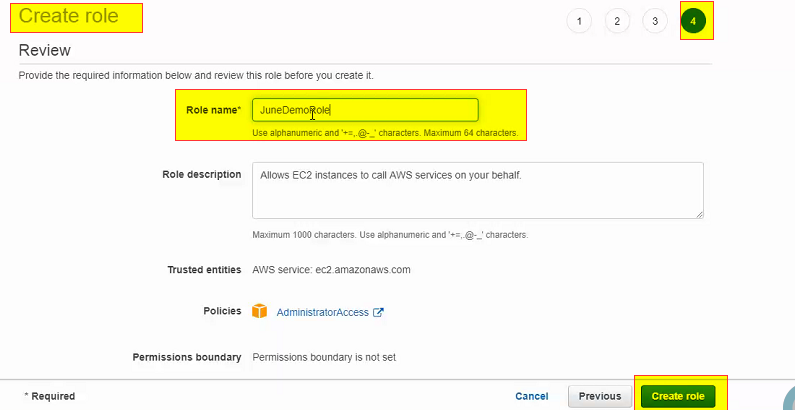 Create role
1 2 3 4
Review
Provide the required information below and review this role before you create it.
Role name* JuneDemoRole
Use alphanumeric and '+=,.@-_' characters. Maximum 64 characters.
Role description Allows EC2 instances to call AWS services on your behalf.
Maximum 1000 characters. Use alphanumeric and '+=,.@-_' characters.
Trusted entities AWS service: ec2.amazonaws.com
Policies AdministratorAccess
Permissions boundary Permissions boundary is not set
* Required Cancel Previous Create role